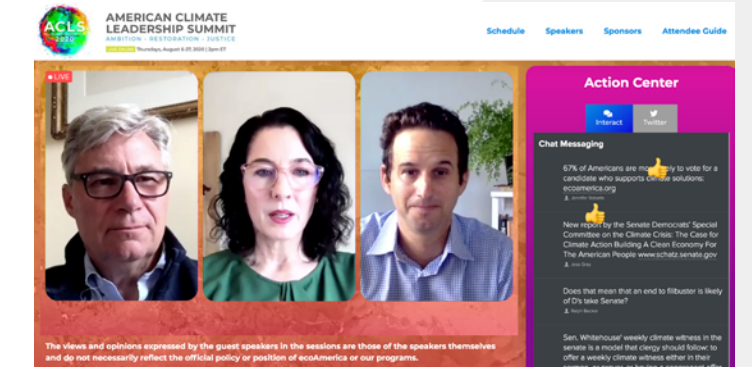 ACLS
2020
AMERICAN CLIMATE
LEADERSHIP SUMMIT
AMBITION · RESTORATION · JUSTICE
Thursdays, August 6-27, 2020 | 2pm ET
Schedule
Speakers
Sponsors
Attendee Guide
LIVE
The views and opinions expressed by the guest speakers in the sessions are those of the speakers themselves
and do not necessarily reflect the official policy or position of ecoAmerica or our programs.
Action Center
Interact
Twitter
Chat Messaging
67% of Americans are to vote for a
candidate who supports solutions:
ecoamerica.org
New report by the Senate Democrats' Special
Committee on the Climate Crisis: The Case for
Climate Action Building A Clean Economy For
The American People www.schatz.senate.gov
Does that mean that an end to filibuster is likely
of D's take Senate?
Sen. Whitehouse' weekly climate witness in the
senate is a model that clergy should follow: to
offer a weekly climate witness either in their